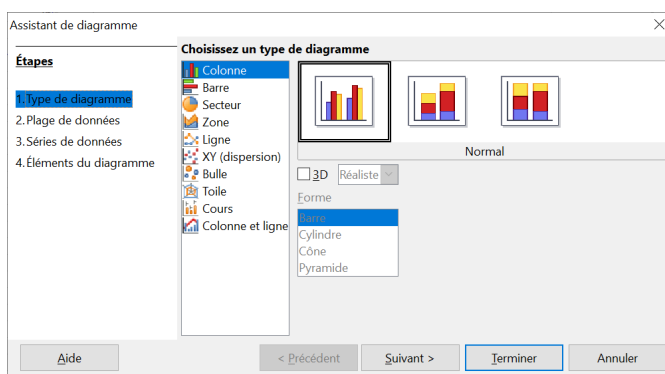 Assistant de diagramme
Étapes
1.Type de diagramme
2.Plage de données
3.Séries de données
4.Éléments du diagramme
Choisissez un type de diagramme
Colonne
Barre
Secteur
Zone
Ligne
XY (dispersion)
Bulle
Toile
Cours
Colonne et ligne
Normal
3D Réaliste
Forme
Barre
Cylindre
Cône
Pyramide
Aide < Précédent Suivant > Terminer Annuler